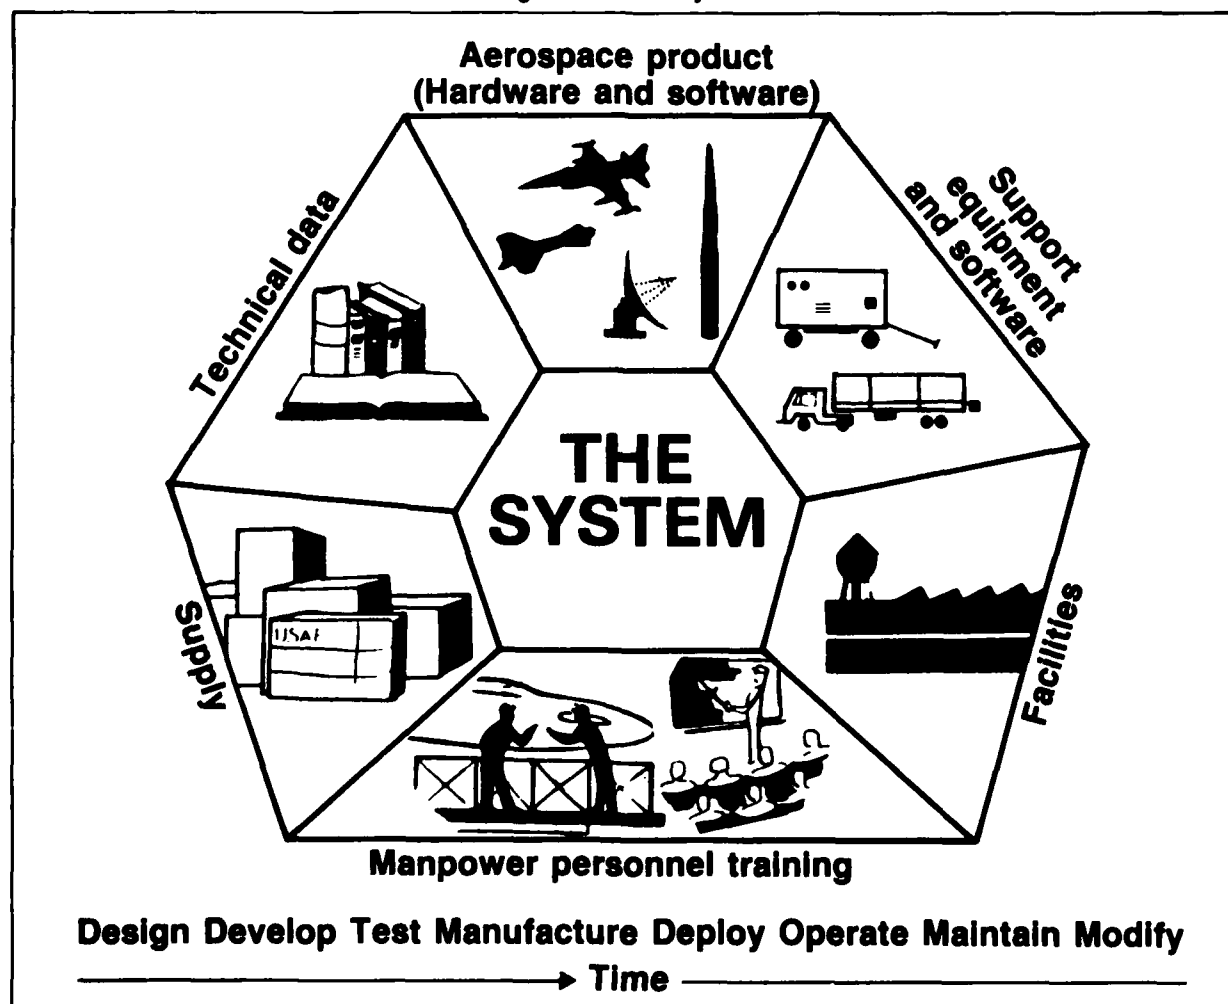 Aerospace product
(Hardware and software)
Technical data
Support
equipment
and software
THE
SYSTEM
USAF
Supply
Facilities
Manpower personnel training
Design Develop Test Manufacture Deploy Operate Maintain Modify
Time